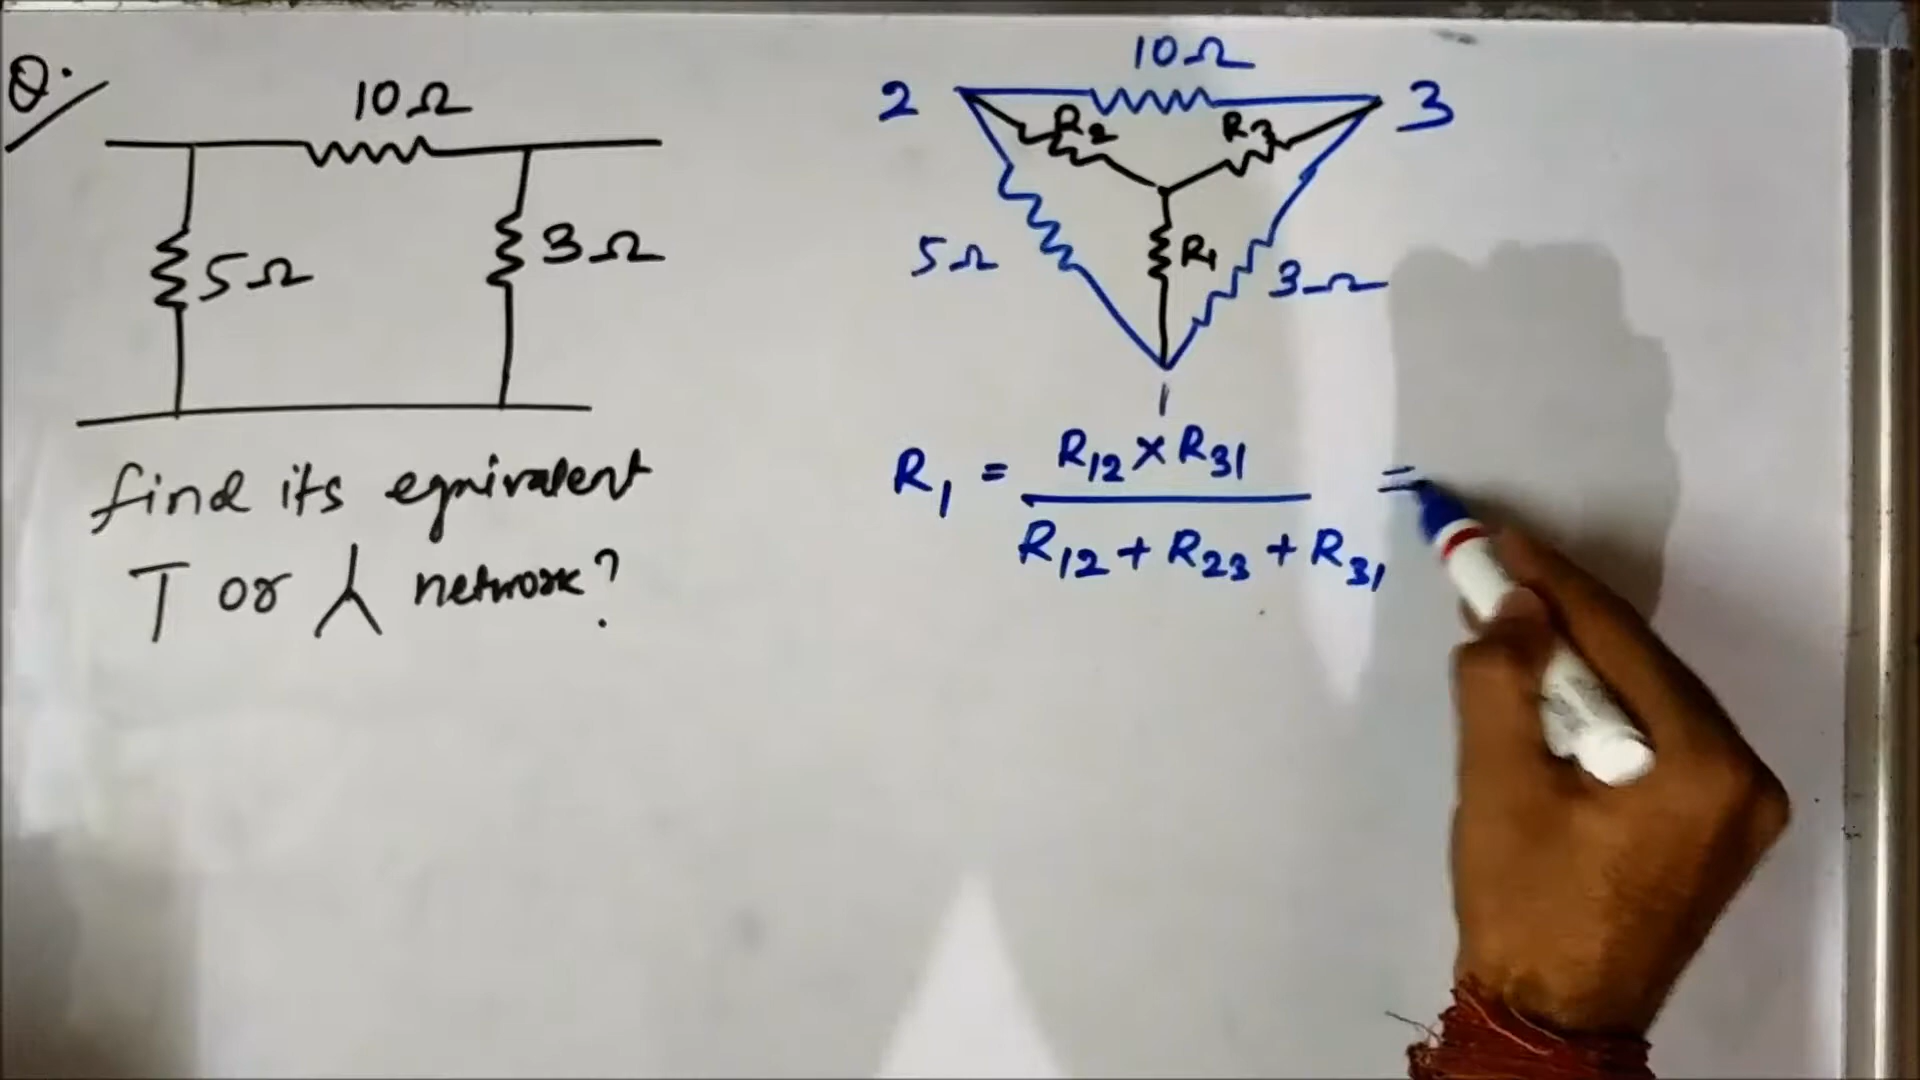 Q.
10Ω
5Ω
3Ω
find its equivalent
T or ⅄ network?
10Ω
2
3
R2
R3
5Ω
R1
3Ω
1
R1 = R12 × R31 =
R12 + R23 + R31